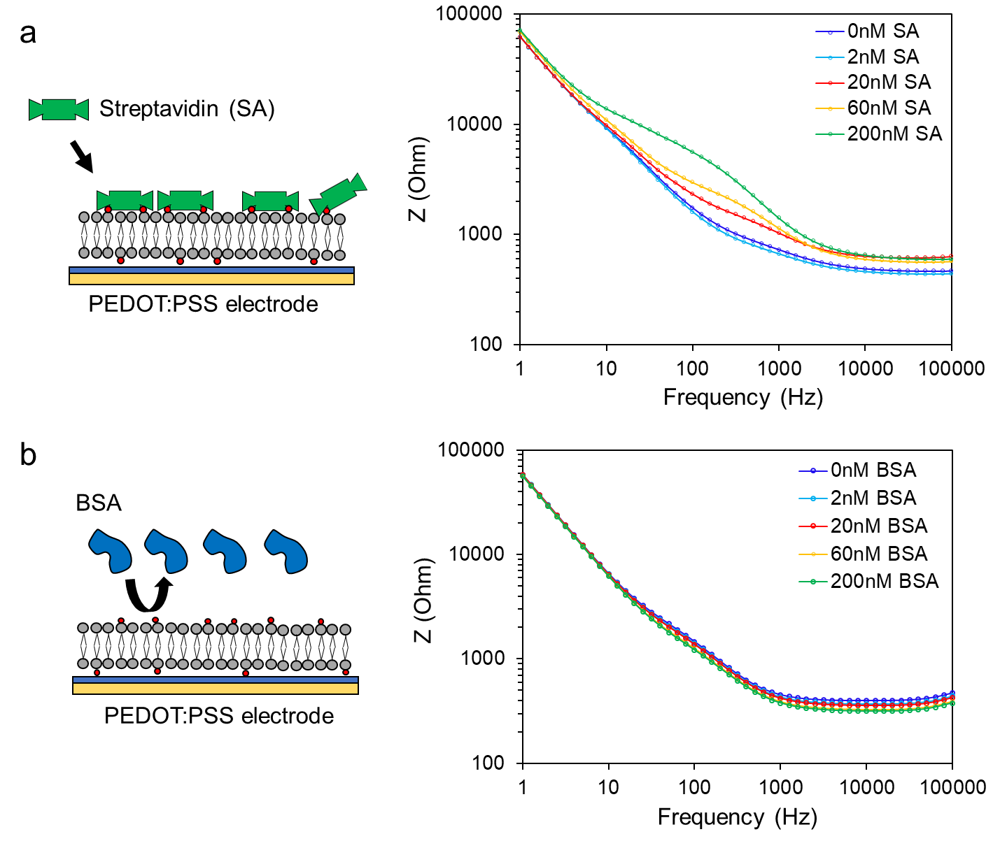 a
Streptavidin (SA)
PEDOT:PSS electrode
Z (Ohm)
100000
10000
1000
100
1 10 100 1000 10000 100000
Frequency (Hz)
0nM SA
2nM SA
20nM SA
60nM SA
200nM SA
b
BSA
PEDOT:PSS electrode
Z (Ohm)
100000
10000
1000
100
1 10 100 1000 10000 100000
Frequency (Hz)
0nM BSA
2nM BSA
20nM BSA
60nM BSA
200nM BSA